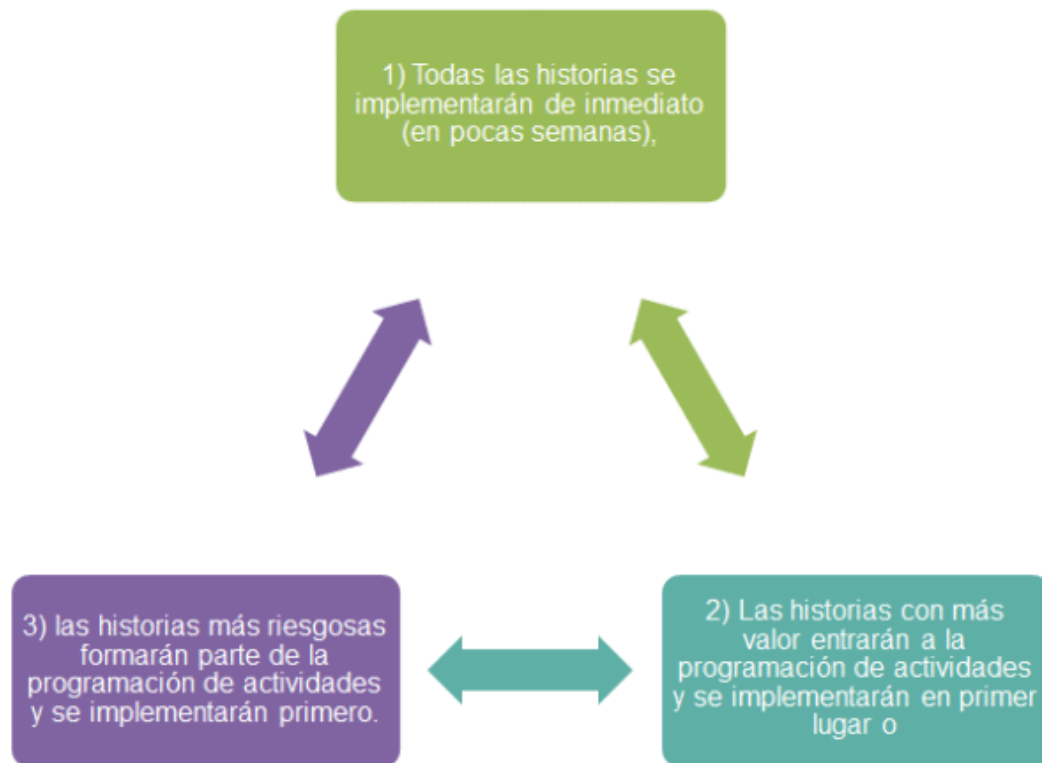 1) Todas las historias se
implementarán de inmediato
(en pocas semanas),
2) Las historias con más
valor entrarán a la
programación de actividades
y se implementarán en primer
lugar o
3) las historias más riesgosas
formarán parte de la
programación de actividades
y se implementarán primero.